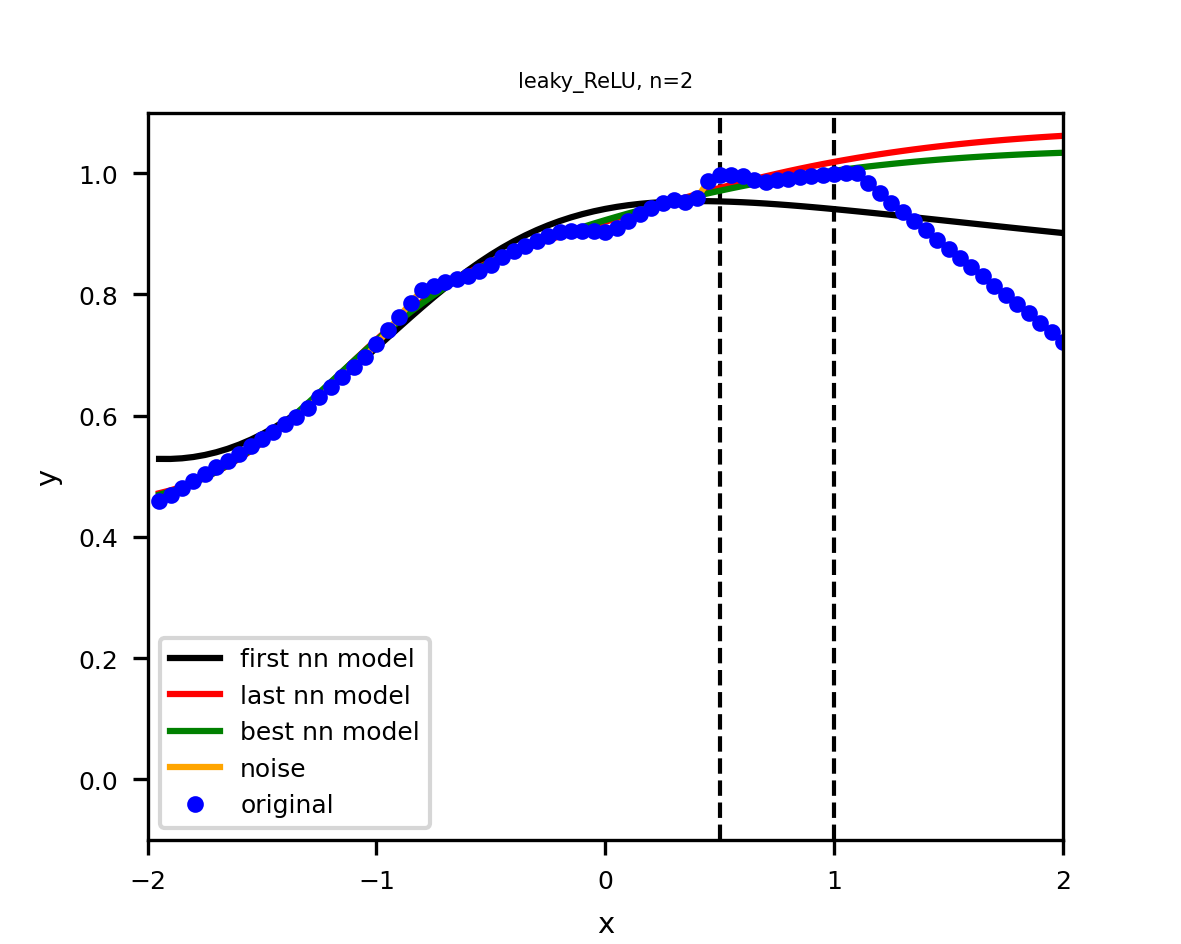 leaky_ReLU, n=2
y
1.0
0.8
0.6
0.4
0.2
0.0
first nn model
last nn model
best nn model
noise
original
−2 −1 0 1 2
x